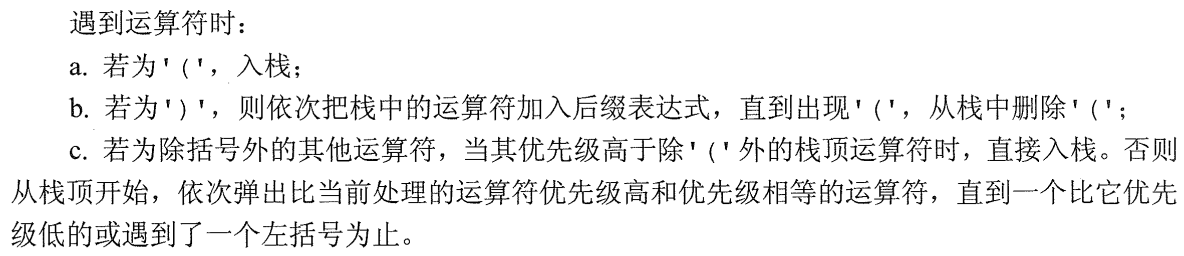 遇到运算符时：
a. 若为'('，入栈；
b. 若为')'，则依次把栈中的运算符加入后缀表达式，直到出现'('，从栈中删除'('；
c. 若为除括号外的其他运算符，当其优先级高于除'('外的栈顶运算符时，直接入栈。否则
从栈顶开始，依次弹出比当前处理的运算符优先级高和优先级相等的运算符，直到一个比它优先
级低的或遇到了一个左括号为止。